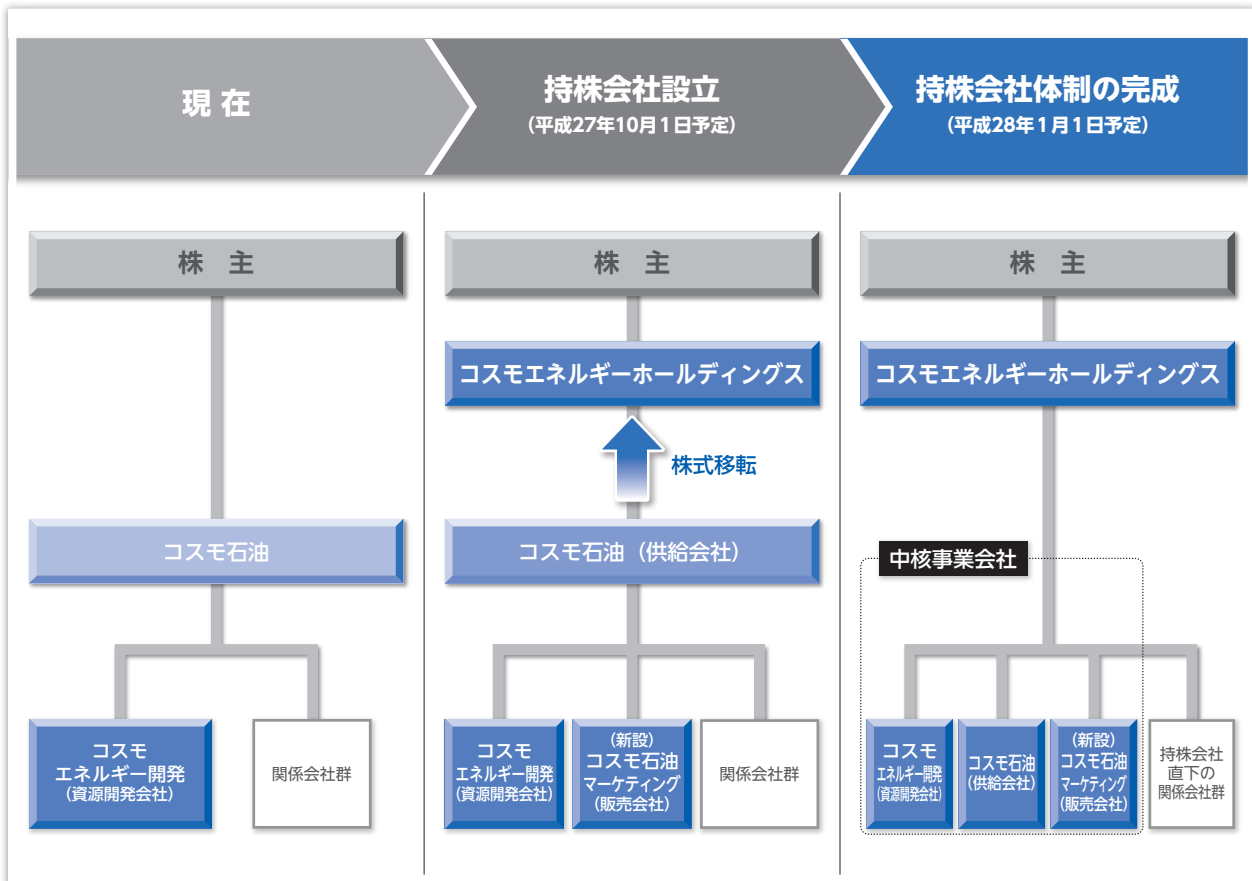 現 在
持株会社設立
(平成27年10月1日予定)
持株会社体制の完成
(平成28年1月1日予定)
株 主
コスモ石油
コスモ
エネルギー開発
(資源開発会社)
関係会社群
株 主
コスモエネルギーホールディングス
株式移転
コスモ石油(供給会社)
コスモ
エネルギー開発
(資源開発会社)
(新設)
コスモ石油
マーケティング
(販売会社)
関係会社群
株 主
コスモエネルギーホールディングス
中核事業会社
コスモ
エネルギー開発
(資源開発会社)
コスモ石油
(供給会社)
(新設)
コスモ石油
マーケティング
(販売会社)
持株会社
直下の
関係会社群